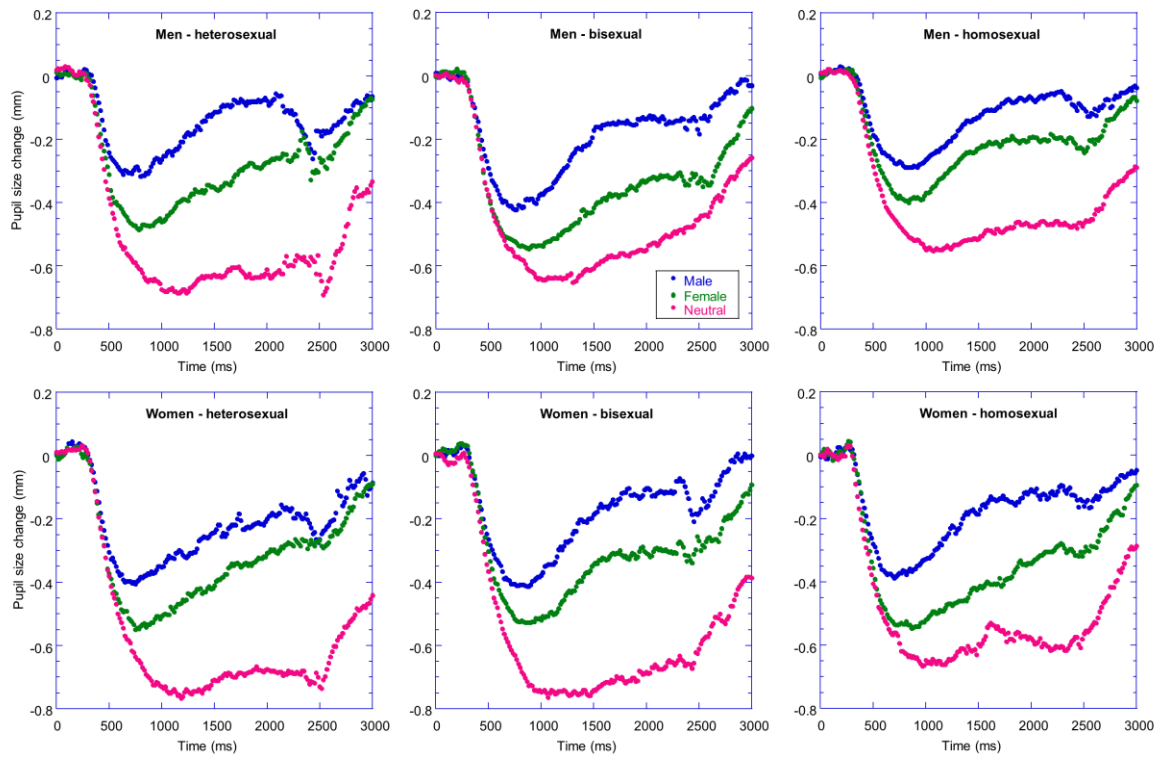 Men - heterosexual
Pupil size change (mm)
0.2
0
-0.2
-0.4
-0.6
-0.8
0 500 1000 1500 2000 2500 3000
Time (ms)
Men - bisexual
0.2
0
-0.2
-0.4
-0.6
-0.8
Male
Female
Neutral
0 500 1000 1500 2000 2500 3000
Time (ms)
Men - homosexual
0.2
0
-0.2
-0.4
-0.6
-0.8
0 500 1000 1500 2000 2500 3000
Time (ms)
Women - heterosexual
Pupil size change (mm)
0.2
0
-0.2
-0.4
-0.6
-0.8
0 500 1000 1500 2000 2500 3000
Time (ms)
Women - bisexual
0.2
0
-0.2
-0.4
-0.6
-0.8
0 500 1000 1500 2000 2500 3000
Time (ms)
Women - homosexual
0.2
0
-0.2
-0.4
-0.6
-0.8
0 500 1000 1500 2000 2500 3000
Time (ms)